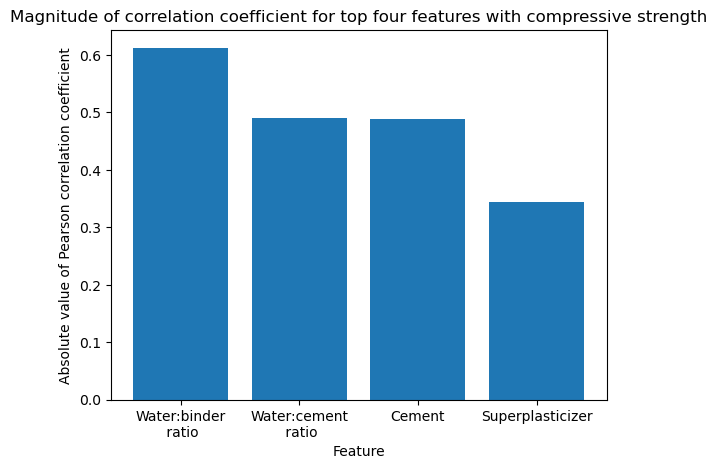 Magnitude of correlation coefficient for top four features with compressive strength
Absolute value of Pearson correlation coefficient
0.6
0.5
0.4
0.3
0.2
0.1
0.0
Water:binder
ratio
Water:cement
ratio
Cement
Superplasticizer
Feature